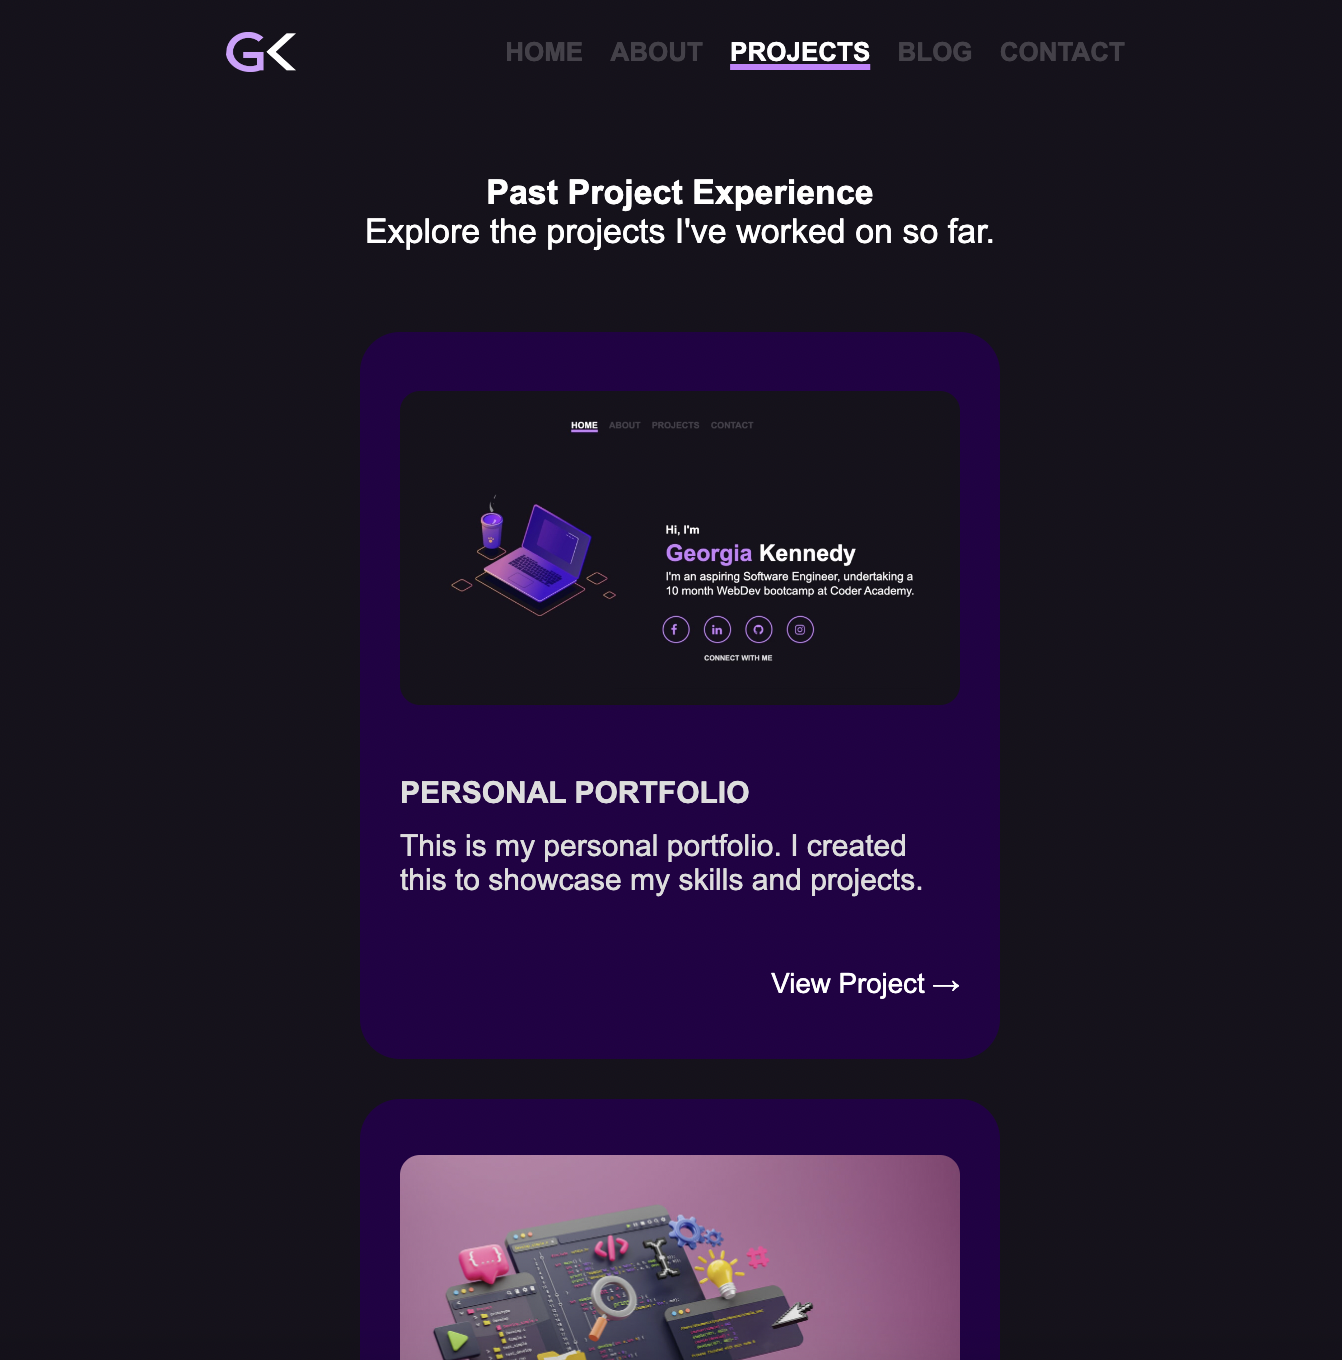 GK
HOME ABOUT PROJECTS BLOG CONTACT
Past Project Experience
Explore the projects I've worked on so far.
HOME ABOUT PROJECTS CONTACT
Hi, I'm
Georgia Kennedy
I'm an aspiring Software Engineer, undertaking a
10 month WebDev bootcamp at Coder Academy.
f in
CONNECT WITH ME
PERSONAL PORTFOLIO
This is my personal portfolio. I created
this to showcase my skills and projects.
View Project →